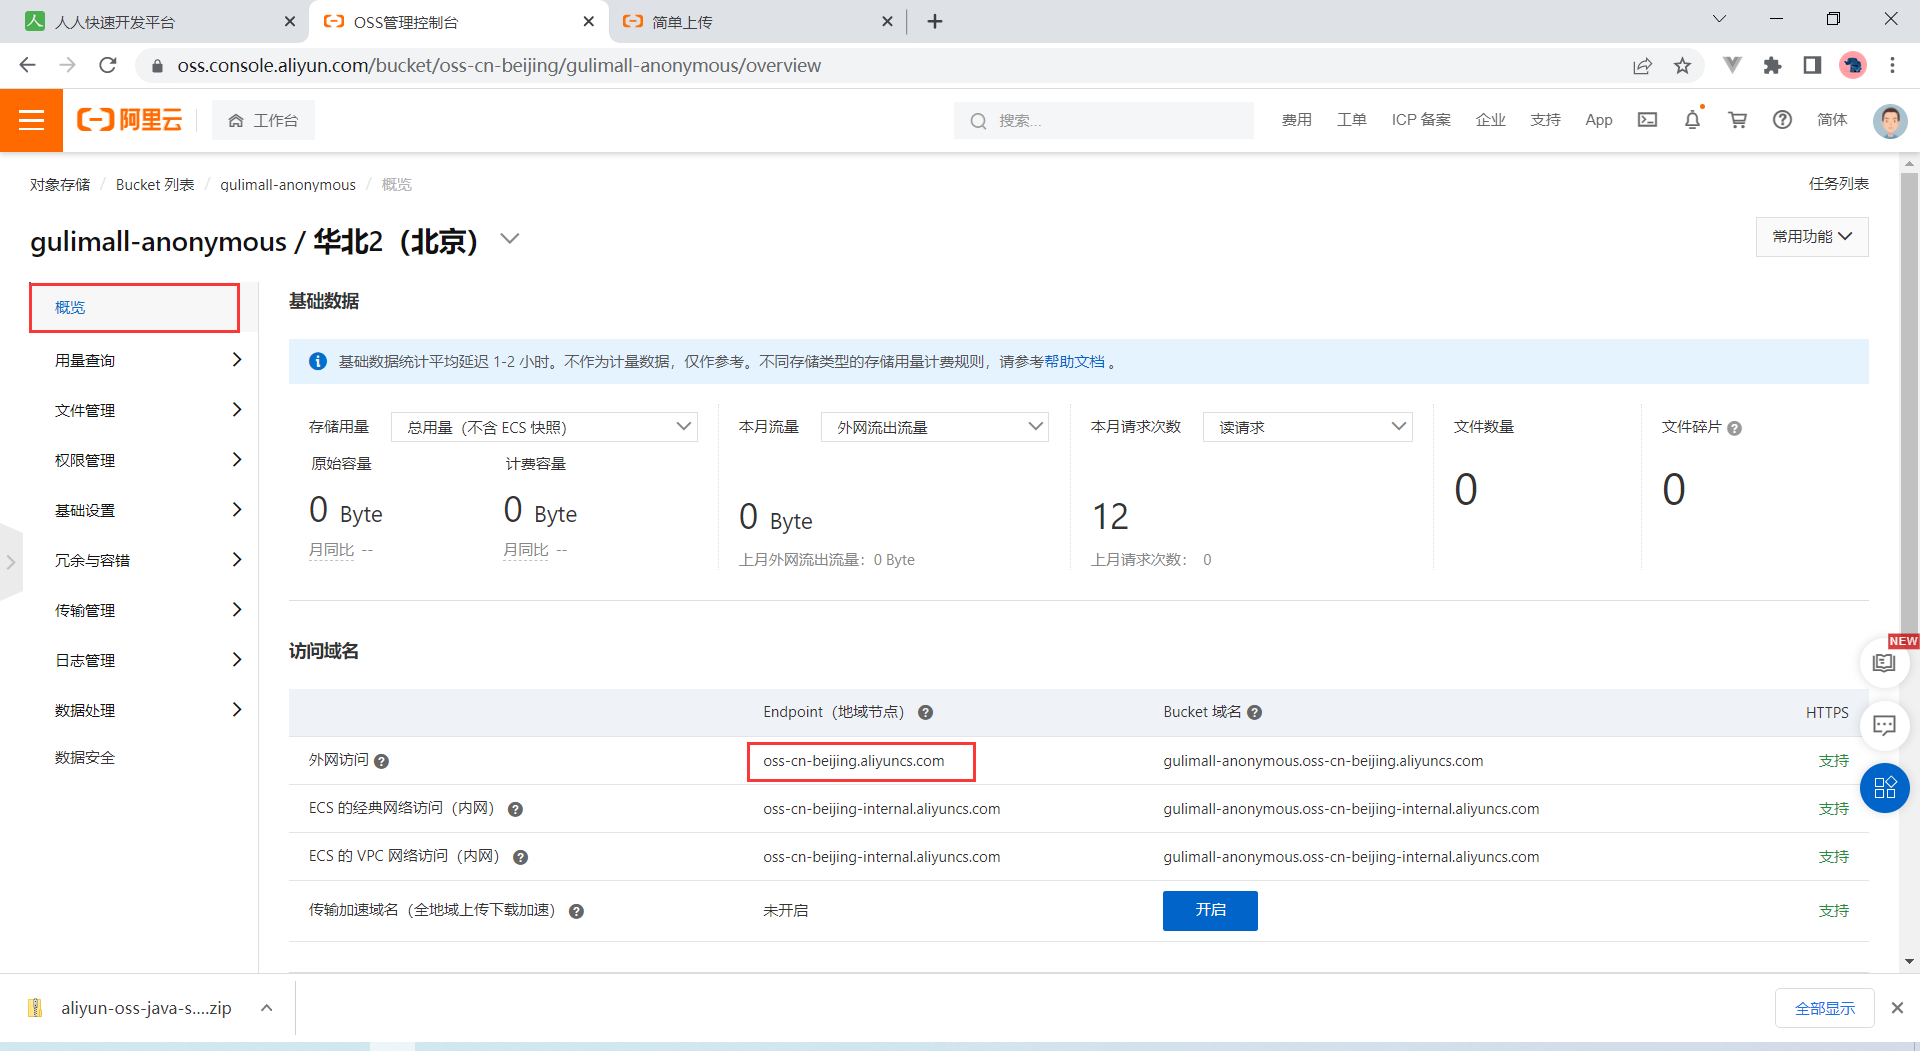 人人快速开发平台
OSS管理控制台
简单上传
oss.console.aliyun.com/bucket/oss-cn-beijing/gulimall-anonymous/overview
阿里云
工作台
搜索...
费用
工单
ICP 备案
企业
支持
App
简体
对象存储 / Bucket 列表 / gulimall-anonymous / 概览
任务列表
gulimall-anonymous / 华北2（北京）
常用功能
概览
用量查询
文件管理
权限管理
基础设置
冗余与容错
传输管理
日志管理
数据处理
数据安全
基础数据
基础数据统计平均延迟 1-2 小时。不作为计量数据，仅作参考。不同存储类型的存储用量计费规则，请参考帮助文档 。
存储用量
总用量（不含 ECS 快照）
原始容量
计费容量
0 Byte
0 Byte
月同比 --
月同比 --
本月流量
外网流出流量
0 Byte
上月外网流出流量：0 Byte
本月请求次数
读请求
12
上月请求次数： 0
文件数量
0
文件碎片
0
访问域名
Endpoint（地域节点）
Bucket 域名
HTTPS
外网访问
oss-cn-beijing.aliyuncs.com
gulimall-anonymous.oss-cn-beijing.aliyuncs.com
支持
ECS 的经典网络访问（内网）
oss-cn-beijing-internal.aliyuncs.com
gulimall-anonymous.oss-cn-beijing-internal.aliyuncs.com
支持
ECS 的 VPC 网络访问（内网）
oss-cn-beijing-internal.aliyuncs.com
gulimall-anonymous.oss-cn-beijing-internal.aliyuncs.com
支持
传输加速域名（全地域上传下载加速）
未开启
开启
支持
NEW
aliyun-oss-java-s....zip
全部显示